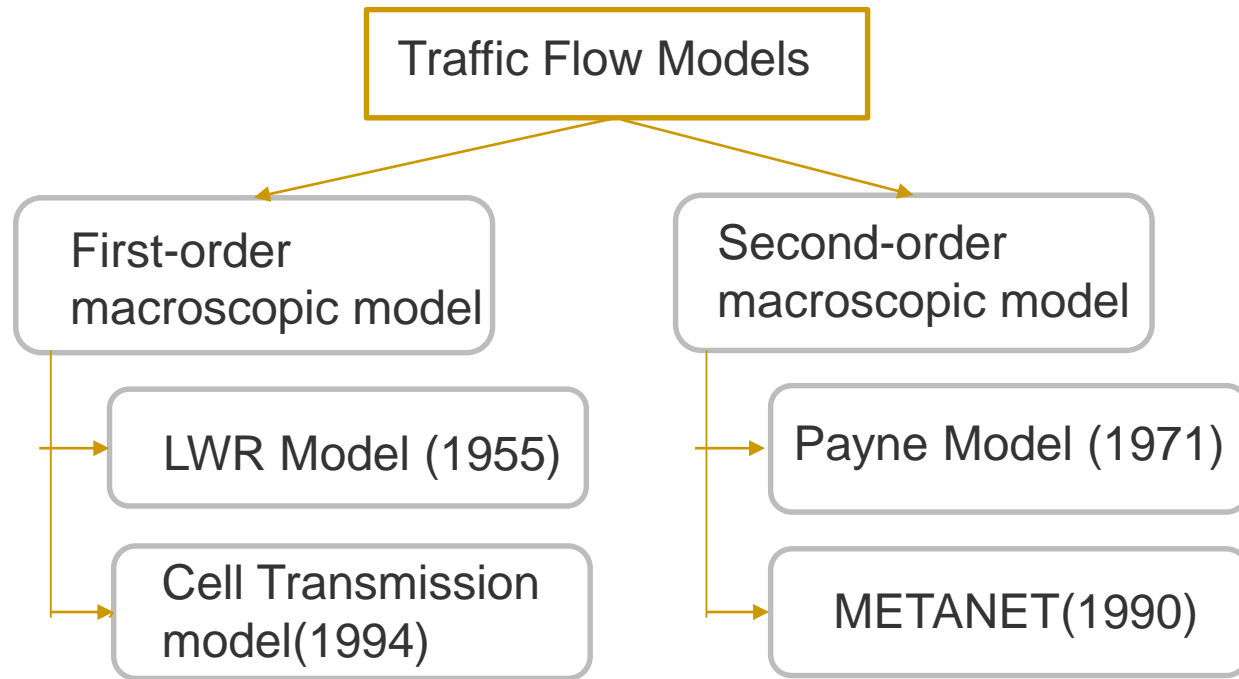 Traffic Flow Models
First-order
macroscopic model
Second-order
macroscopic model
LWR Model (1955)
Payne Model (1971)
Cell Transmission
model(1994)
METANET(1990)